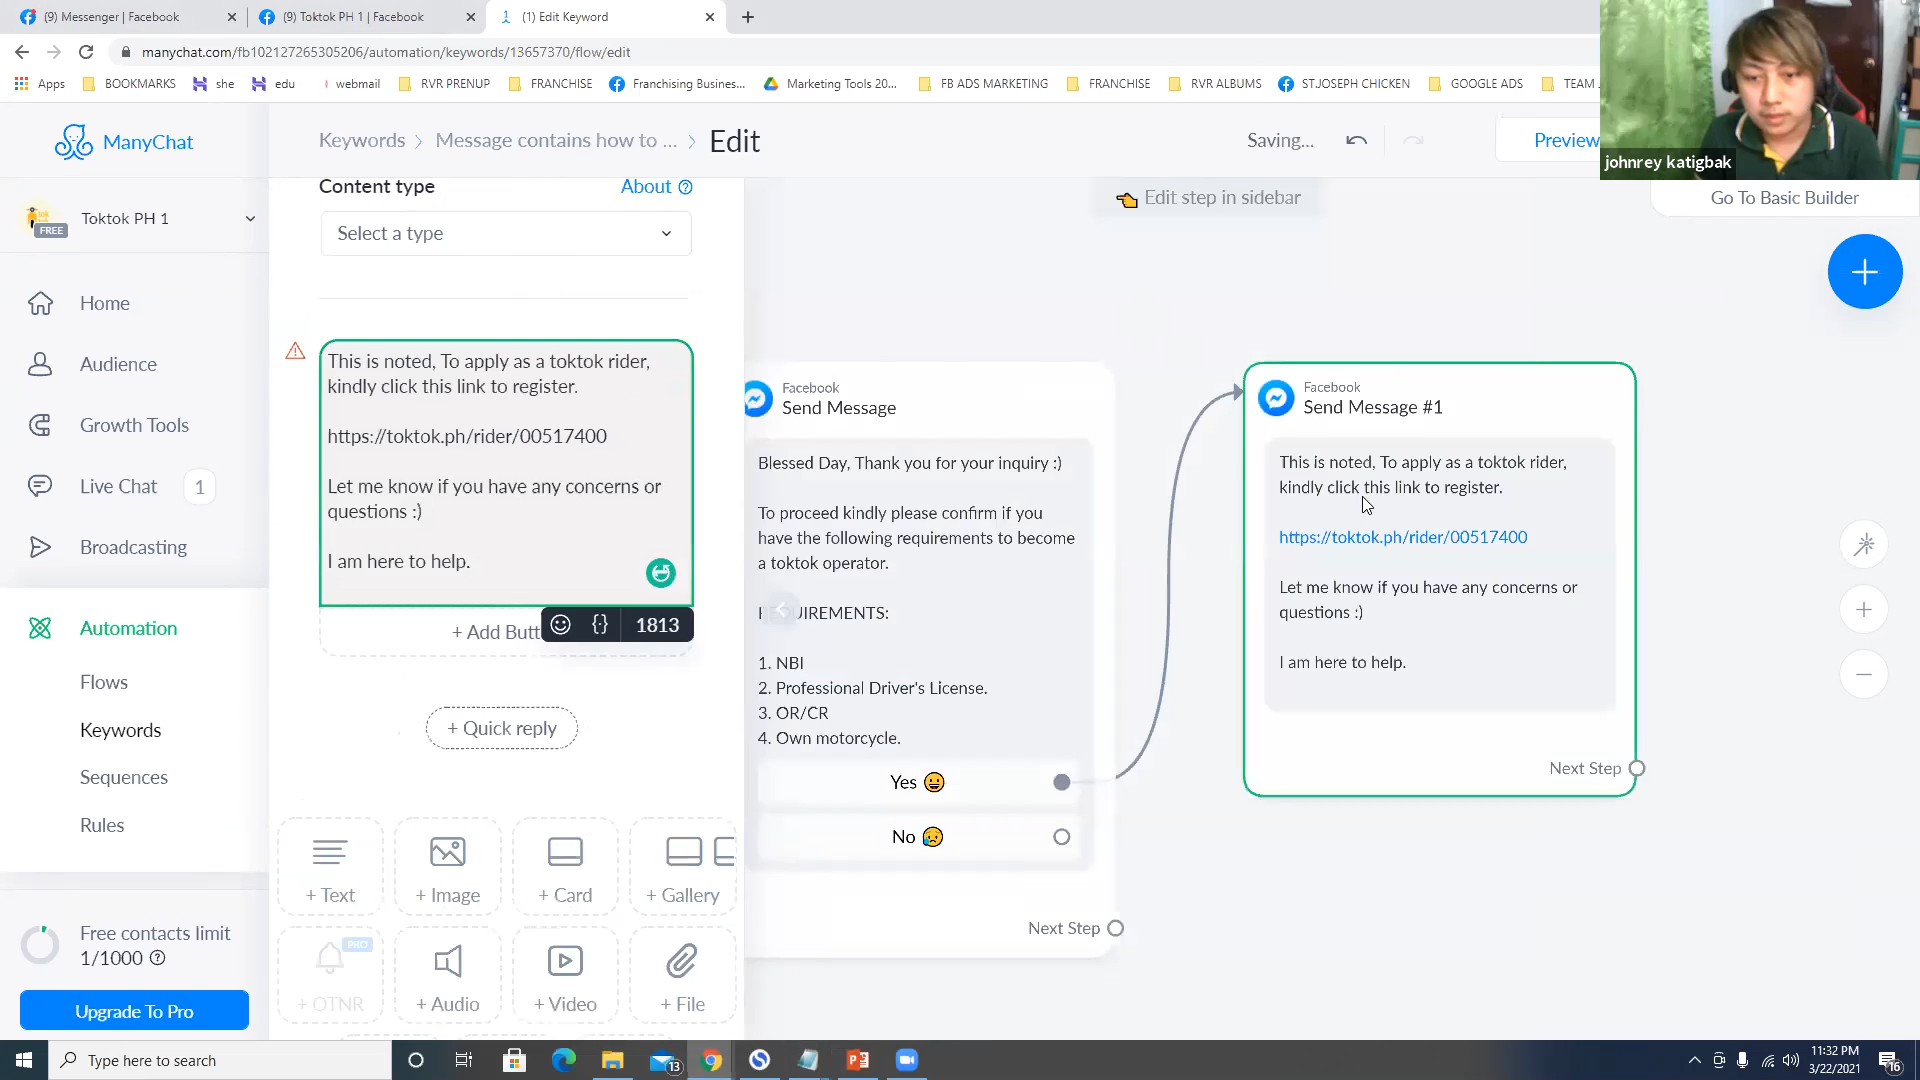 (9) Messenger | Facebook
(9) Toktok PH 1 | Facebook
(1) Edit Keyword
manychat.com/fb102127265305206/automation/keywords/13657370/flow/edit
Apps
BOOKMARKS
she
edu
webmail
RVR PRENUP
FRANCHISE
Franchising Busines...
Marketing Tools 20...
FB ADS MARKETING
FRANCHISE
RVR ALBUMS
ST.JOSEPH CHICKEN
GOOGLE ADS
TEAM
johnrey katigbak
ManyChat
Keywords
Message contains how to ...
Edit
Saving...
Preview
Go To Basic Builder
Toktok PH 1
FREE
Home
Audience
Growth Tools
Live Chat
1
Broadcasting
Automation
Flows
Keywords
Sequences
Rules
Free contacts limit
1/1000
Upgrade To Pro
Content type
About
Select a type
This is noted, To apply as a toktok rider,
kindly click this link to register.
https://toktok.ph/rider/00517400
Let me know if you have any concerns or
questions :)
I am here to help.
+ Add Butt
1813
+ Quick reply
+ Text
+ Image
+ Card
+ Gallery
PRO
+ OTNR
+ Audio
+ Video
+ File
Edit step in sidebar
Facebook
Send Message
Blessed Day, Thank you for your inquiry :)
To proceed kindly please confirm if you
have the following requirements to become
a toktok operator.
REQUIREMENTS:
1. NBI
2. Professional Driver's License.
3. OR/CR
4. Own motorcycle.
Yes 😀
No 😥
Next Step
Facebook
Send Message #1
This is noted, To apply as a toktok rider,
kindly click this link to register.
https://toktok.ph/rider/00517400
Let me know if you have any concerns or
questions :)
I am here to help.
Next Step
Type here to search
13
11:32 PM
3/22/2021
16